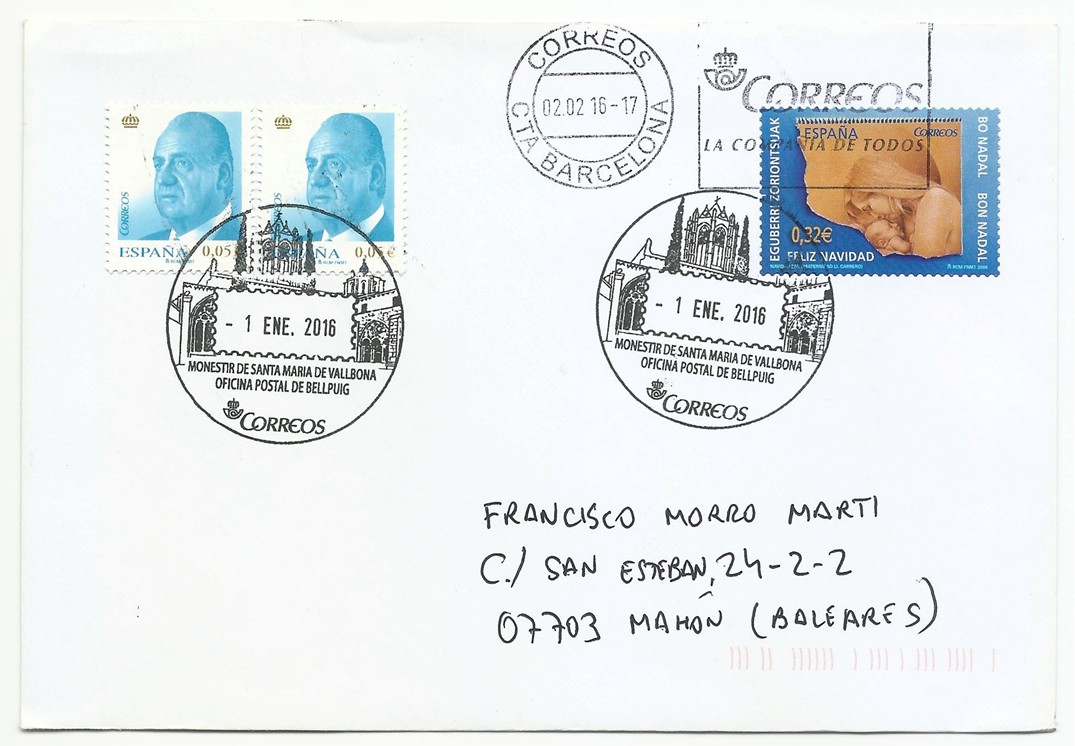 CORREOS
02.02 16-17
CTA BARCELONA
CORREOS
LA COMPAÑIA DE TODOS
CORREOS
ESPAÑA 0,05
ESPAÑA
EGUBERRI ZORIONTSUAK
ESPAÑA CORREOS
0,32€
FELIZ NAVIDAD
BO NADAL BON NADAL
- 1 ENE. 2016
MONESTIR DE SANTA MARIA DE VALLBONA
OFICINA POSTAL DE BELLPUIG
CORREOS
- 1 ENE. 2016
MONESTIR DE SANTA MARIA DE VALLBONA
OFICINA POSTAL DE BELLPUIG
CORREOS
FRANCISCO MORRO MARTI
C./ SAN ESTEBAN, 24-2-2
07703 MAHÓN (BALEARES)